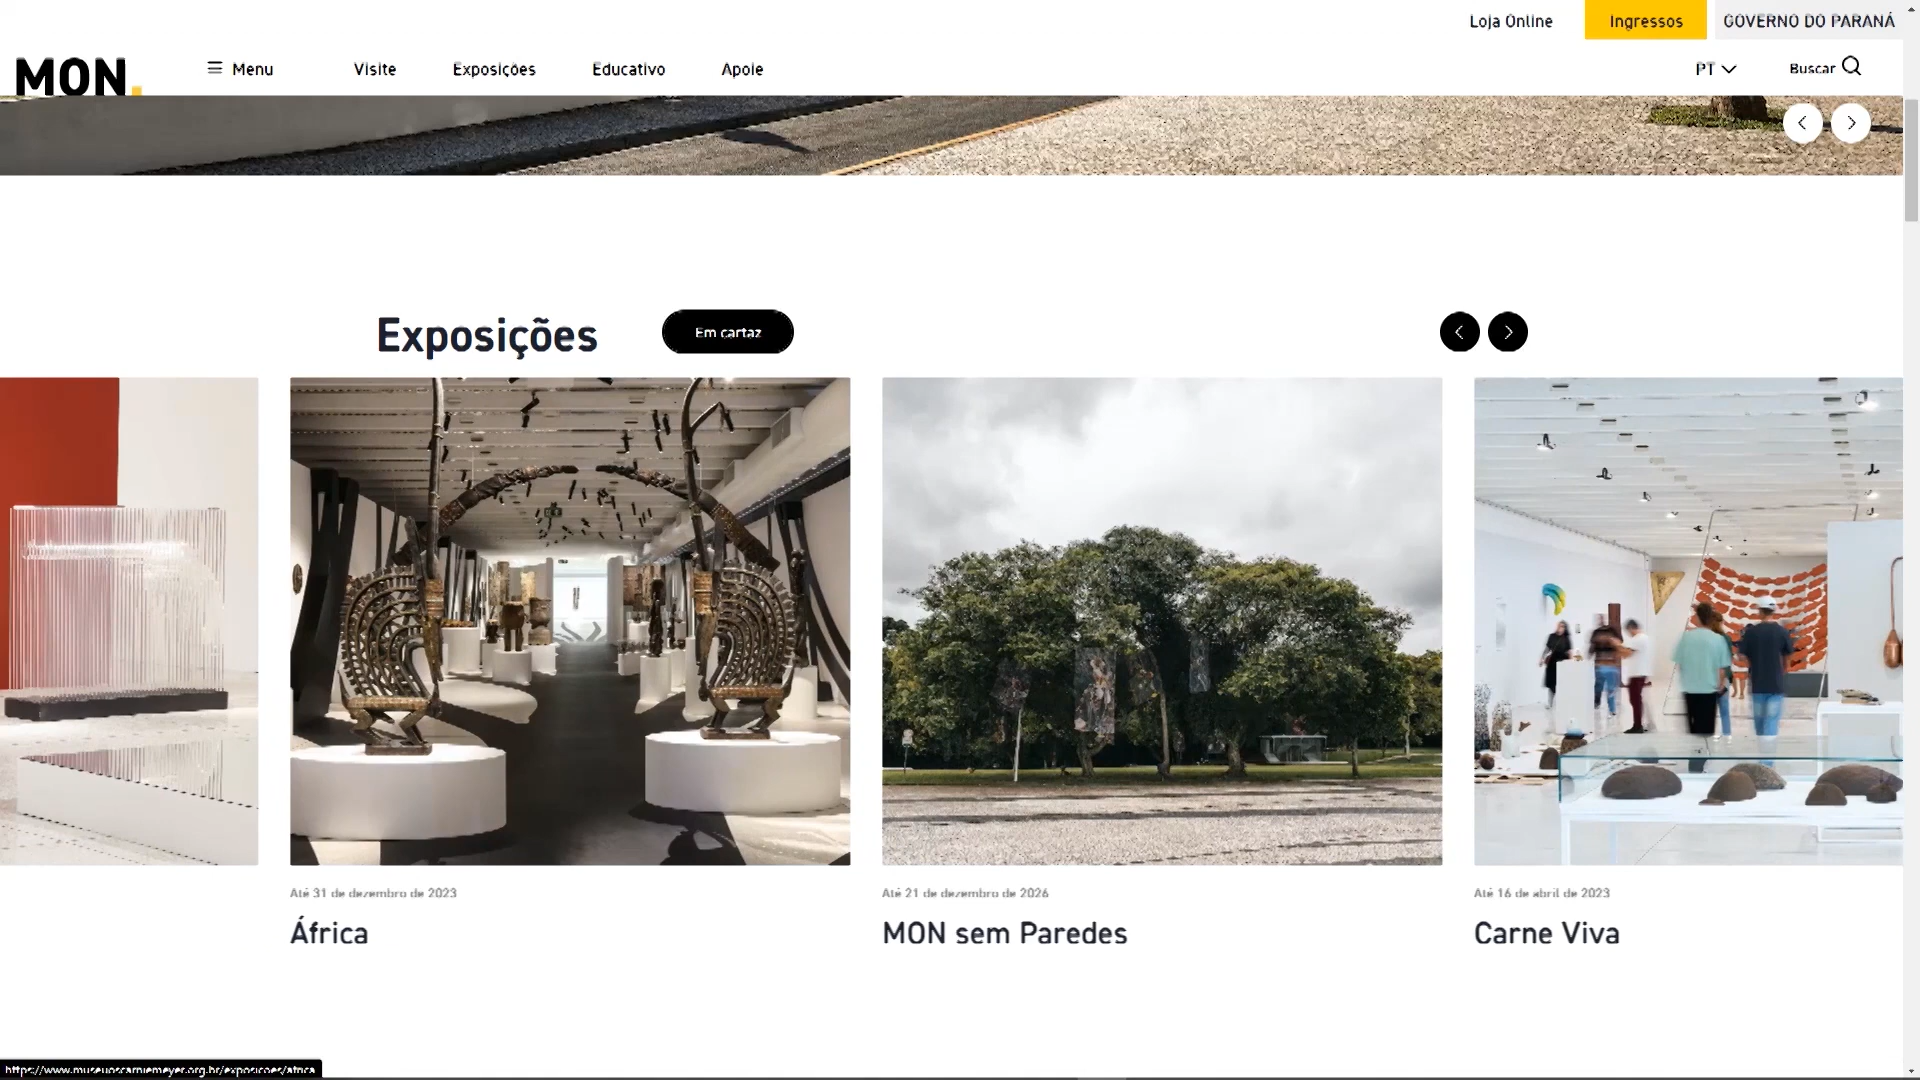 Loja Online
Ingressos
GOVERNO DO PARANÁ
MON.
Menu
Visite
Exposições
Educativo
Apoie
PT
Buscar
Exposições
Em cartaz
Até 31 de dezembro de 2023
África
Até 21 de dezembro de 2026
MON sem Paredes
Até 16 de abril de 2023
Carne Viva
https://www.museuoscarniemeyer.org.br/exposicoes/africa